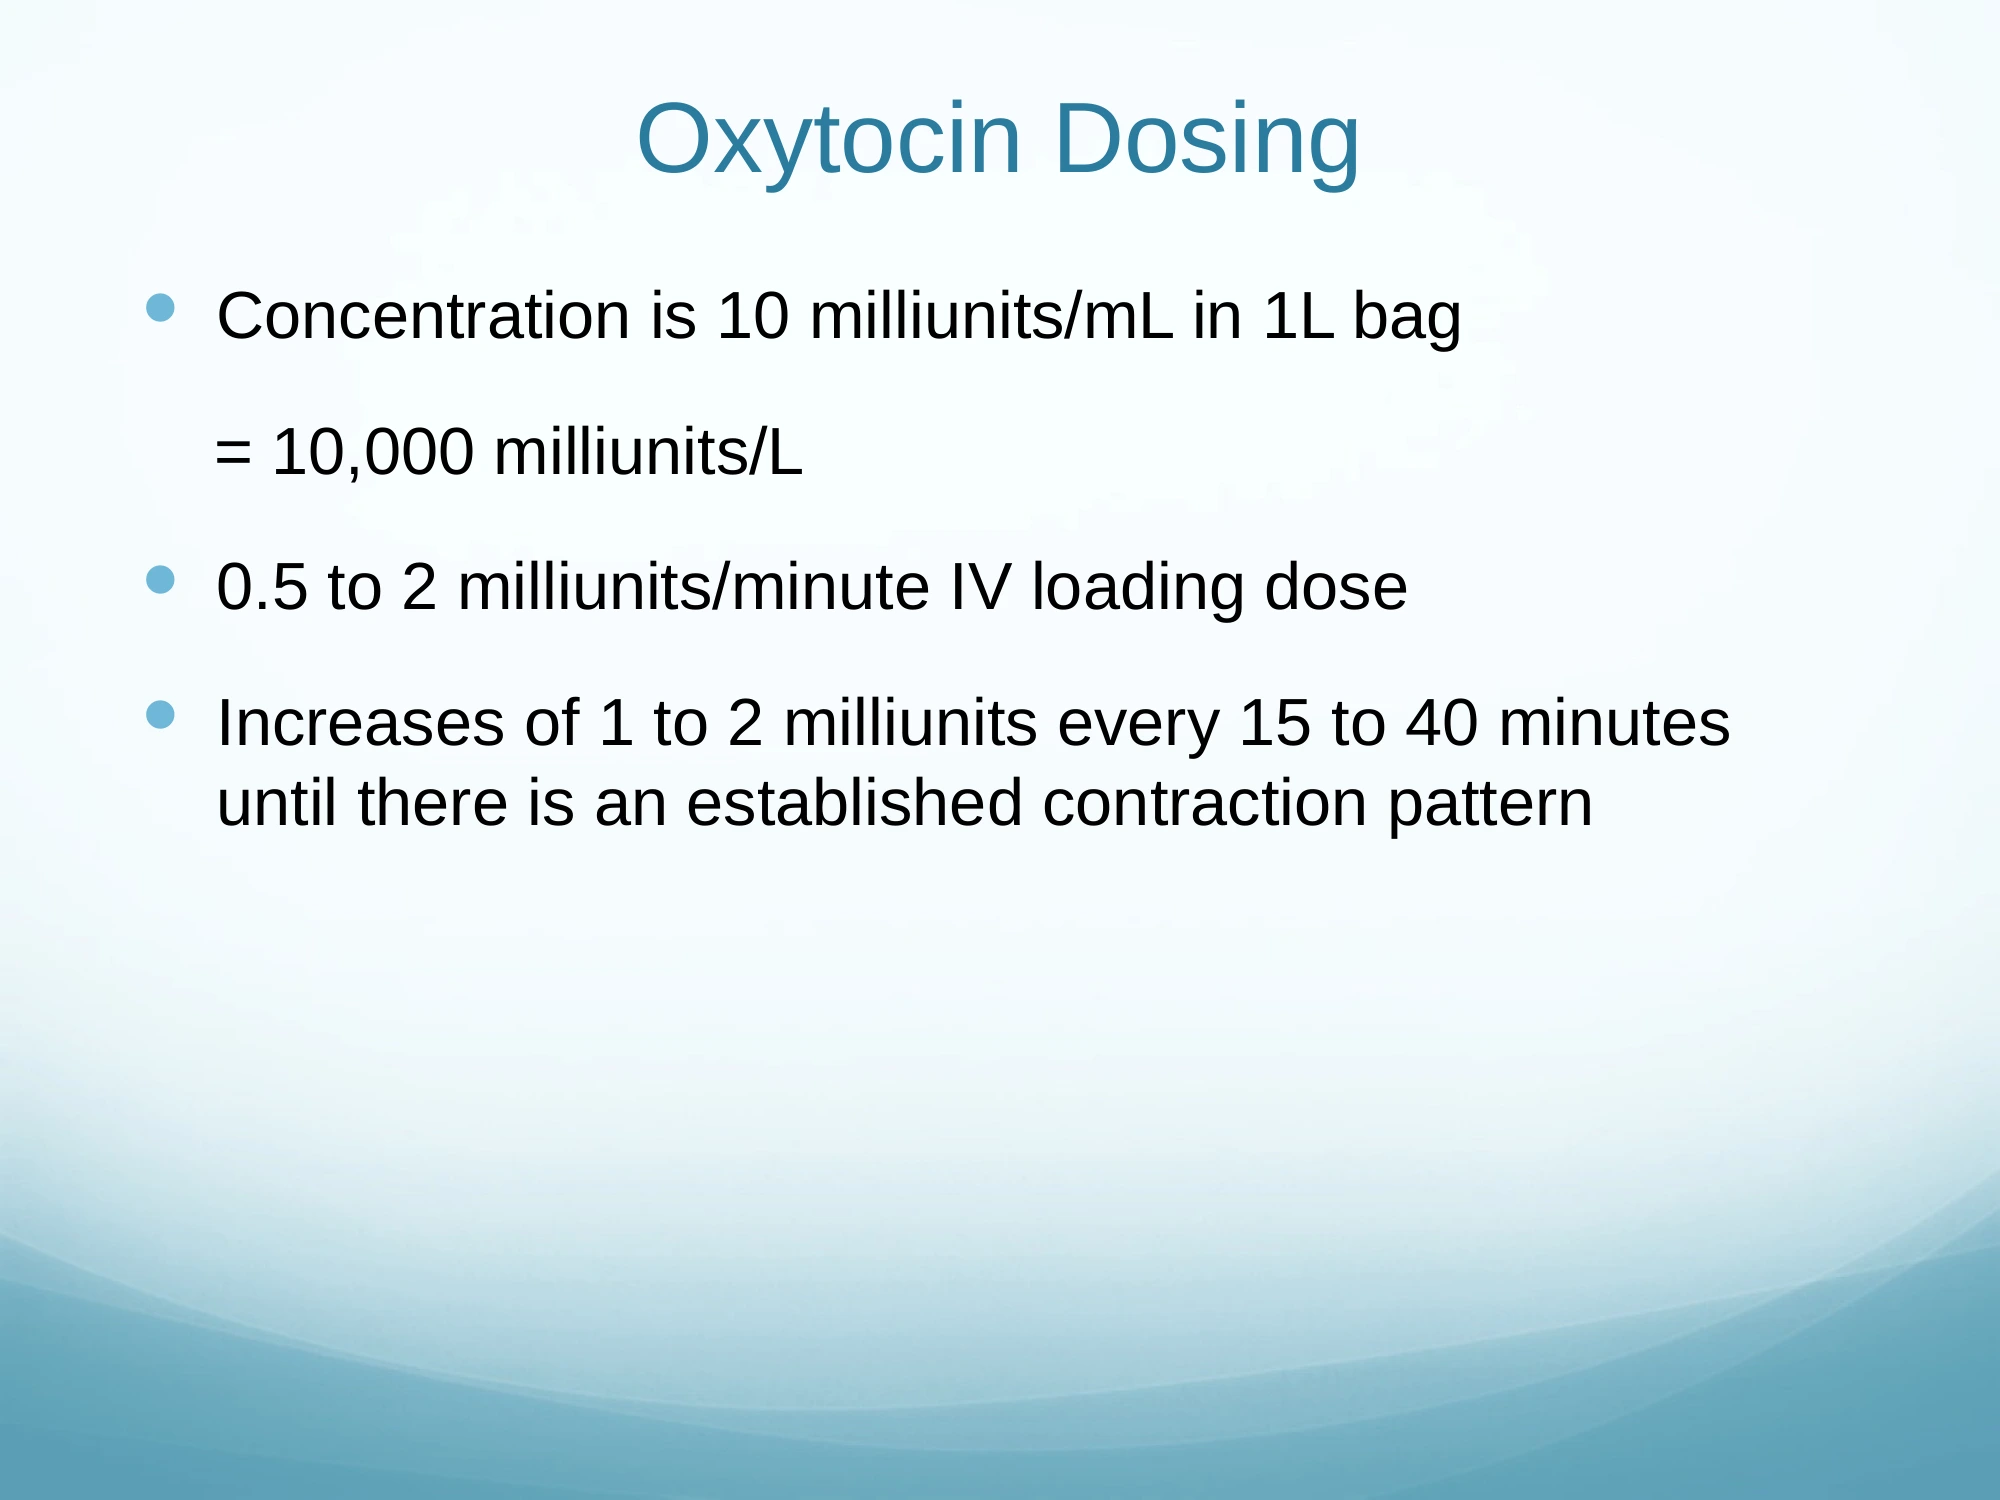 Oxytocin Dosing
Concentration is 10 milliunits/mL in 1L bag
= 10,000 milliunits/L
0.5 to 2 milliunits/minute IV loading dose
Increases of 1 to 2 milliunits every 15 to 40 minutes
until there is an established contraction pattern